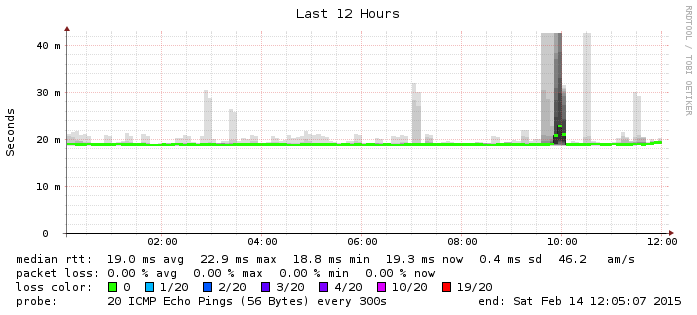 Last 12 Hours
RRDTOOL / TOBI OETIKER
Seconds
40 m
30 m
20 m
10 m
0
02:00 04:00 06:00 08:00 10:00 12:00
median rtt: 19.0 ms avg 22.9 ms max 18.8 ms min 19.3 ms now 0.4 ms sd 46.2 am/s
packet loss: 0.00 % avg 0.00 % max 0.00 % min 0.00 % now
loss color: 0 1/20 2/20 3/20 4/20 10/20 19/20
probe: 20 ICMP Echo Pings (56 Bytes) every 300s end: Sat Feb 14 12:05:07 2015